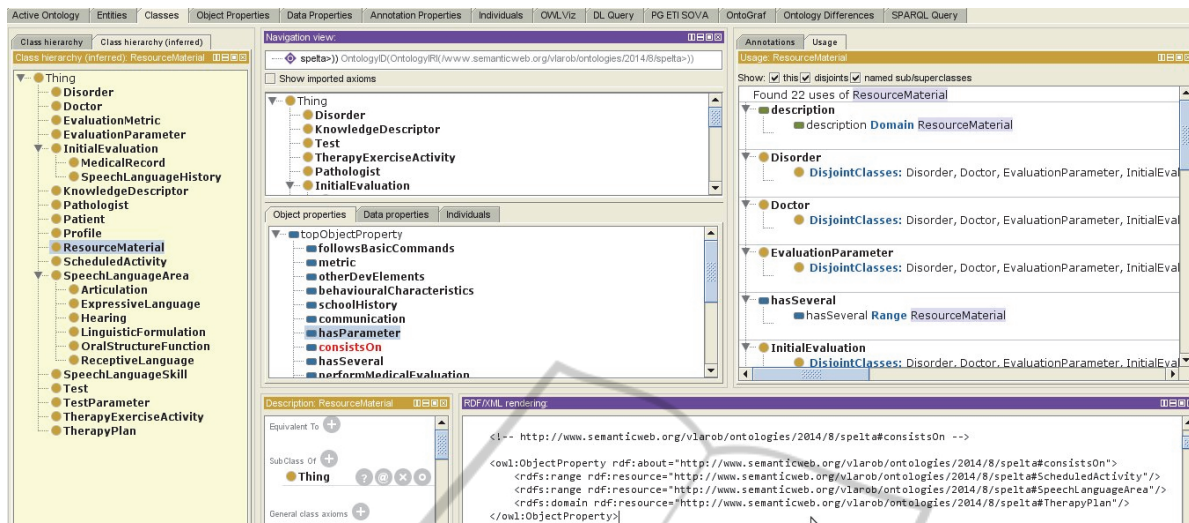 Active Ontology Entities Classes Object Properties Data Properties Annotation Properties Individuals OWLViz DL Query PG ETI SOVA OntoGraf Ontology Differences SPARQL Query
Class hierarchy Class hierarchy (inferred)
Class hierarchy (inferred): ResourceMaterial
Thing
Disorder
Doctor
EvaluationMetric
EvaluationParameter
InitialEvaluation
MedicalRecord
SpeechLanguageHistory
KnowledgeDescriptor
Pathologist
Patient
Profile
ResourceMaterial
ScheduledActivity
SpeechLanguageArea
Articulation
ExpressiveLanguage
Hearing
LinguisticFormulation
OralStructureFunction
ReceptiveLanguage
SpeechLanguageSkill
Test
TestParameter
TherapyExerciseActivity
TherapyPlan
Navigation view:
spelta>)) OntologyID(OntologyIRI(/www.semanticweb.org/vlarob/ontologies/2014/8/spelta>))
Show imported axioms
Thing
Disorder
KnowledgeDescriptor
Test
TherapyExerciseActivity
Pathologist
InitialEvaluation
Object properties Data properties Individuals
topObjectProperty
followsBasicCommands
metric
otherDevElements
behaviouralCharacteristics
schoolHistory
communication
hasParameter
consistsOn
hasSeveral
performMedicalEvaluation
Annotations Usage
Usage: ResourceMaterial
Show: this disjoints named sub/superclasses
Found 22 uses of ResourceMaterial
description
description Domain ResourceMaterial
Disorder
DisjointClasses: Disorder, Doctor, EvaluationParameter, InitialEval
Doctor
DisjointClasses: Disorder, Doctor, EvaluationParameter, InitialEval
EvaluationParameter
DisjointClasses: Disorder, Doctor, EvaluationParameter, InitialEval
hasSeveral
hasSeveral Range ResourceMaterial
InitialEvaluation
DisjointClasses: Disorder, Doctor, EvaluationParameter, InitialEval
Description: ResourceMaterial
Equivalent To
SubClass Of
Thing
General class axioms
RDF/XML rendering:
<!-- http://www.semanticweb.org/vlarob/ontologies/2014/8/spelta#consistsOn -->
<owl:ObjectProperty rdf:about="http://www.semanticweb.org/vlarob/ontologies/2014/8/spelta#consistsOn">
<rdfs:range rdf:resource="http://www.semanticweb.org/vlarob/ontologies/2014/8/spelta#ScheduledActivity"/>
<rdfs:range rdf:resource="http://www.semanticweb.org/vlarob/ontologies/2014/8/spelta#SpeechLanguageArea"/>
<rdfs:domain rdf:resource="http://www.semanticweb.org/vlarob/ontologies/2014/8/spelta#TherapyPlan"/>
</owl:ObjectProperty>